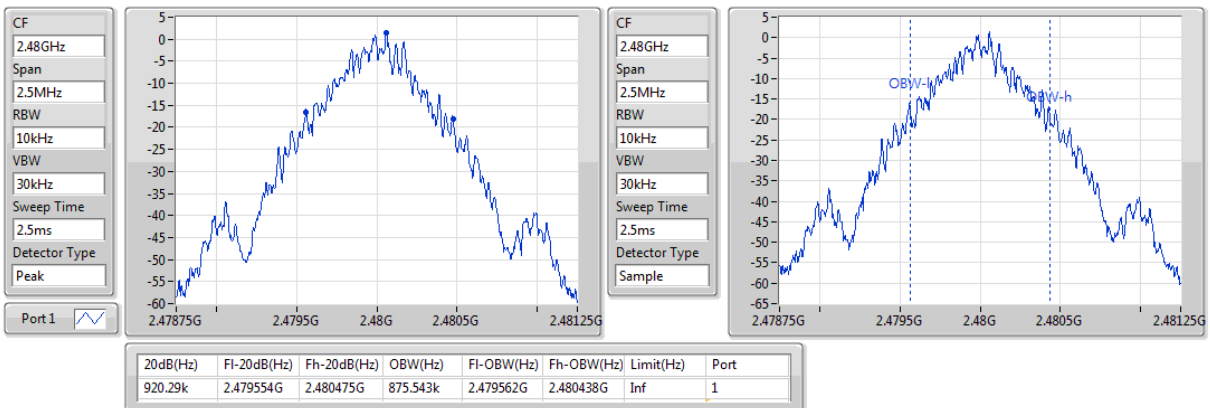 CF
2.48GHz
Span
2.5MHz
RBW
10kHz
VBW
30kHz
Sweep Time
2.5ms
Detector Type
Peak
Port 1
5
0
-5
-10
-15
-20
-25
-30
-35
-40
-45
-50
-55
-60
2.47875G 2.4795G 2.48G 2.4805G 2.48125G
CF
2.48GHz
Span
2.5MHz
RBW
10kHz
VBW
30kHz
Sweep Time
2.5ms
Detector Type
Sample
5
0
-5
-10
-15
-20
-25
-30
-35
-40
-45
-50
-55
-60
-65
OBW-l
OBW-h
2.47875G 2.4795G 2.48G 2.4805G 2.48125G
20dB(Hz) Fl-20dB(Hz) Fh-20dB(Hz) OBW(Hz) Fl-OBW(Hz) Fh-OBW(Hz) Limit(Hz) Port
920.29k 2.479554G 2.480475G 875.543k 2.479562G 2.480438G Inf 1